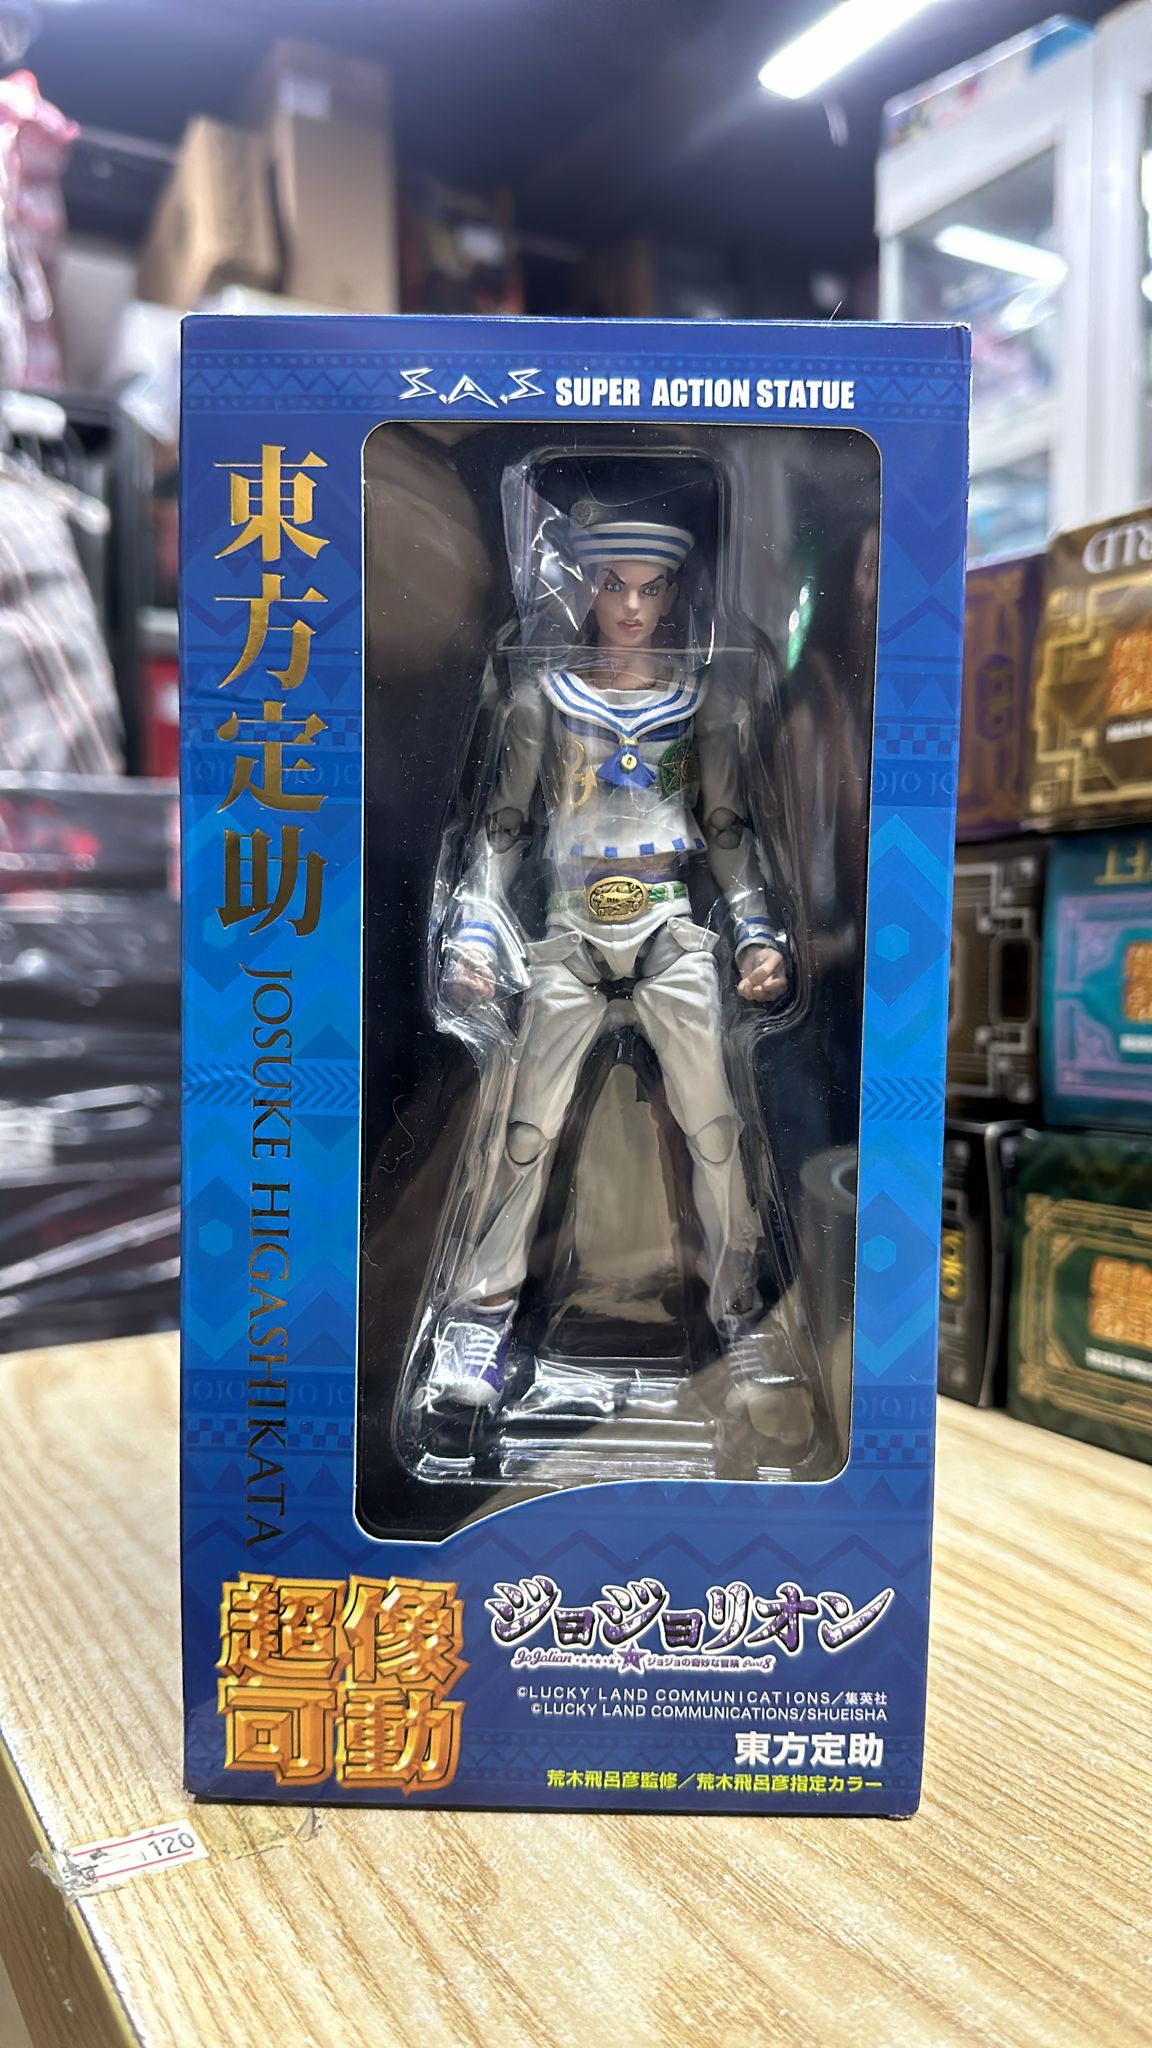 S.A.S SUPER ACTION STATUE
東方定助
JOSUKE HIGASHIKATA
超像
可動
ジョジョリオン
JoJolion ジョジョの奇妙な冒険 Part8
©LUCKY LAND COMMUNICATIONS/集英社
©LUCKY LAND COMMUNICATIONS/SHUEISHA
東方定助
荒木飛呂彦監修/荒木飛呂彦指定カラー
120